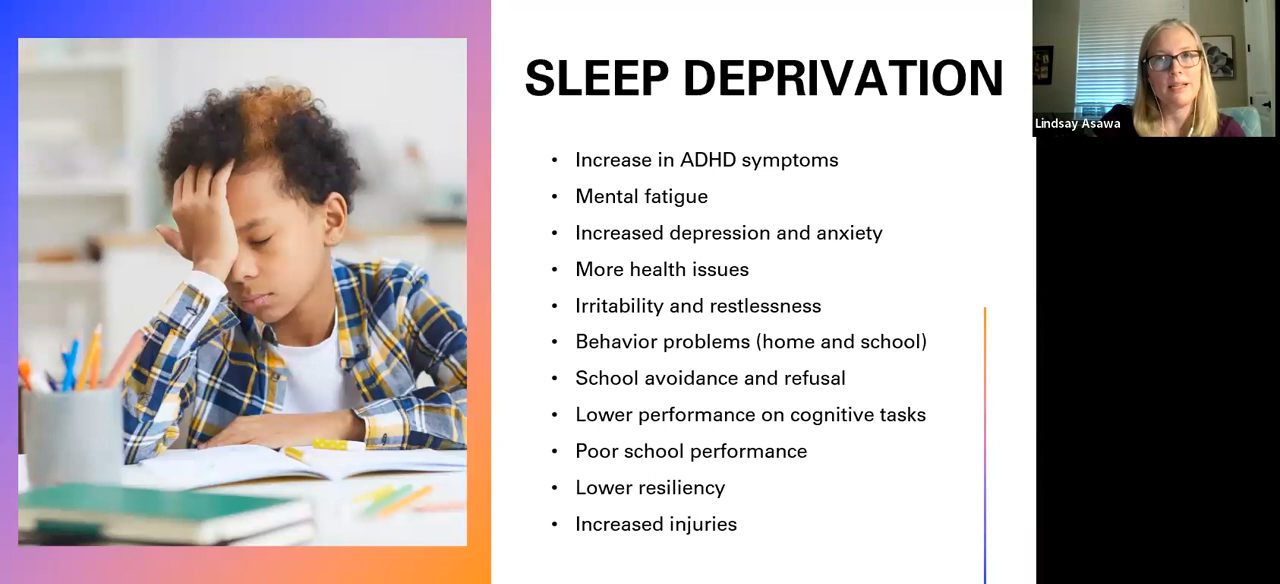 SLEEP DEPRIVATION
• Increase in ADHD symptoms
• Mental fatigue
• Increased depression and anxiety
• More health issues
• Irritability and restlessness
• Behavior problems (home and school)
• School avoidance and refusal
• Lower performance on cognitive tasks
• Poor school performance
• Lower resiliency
• Increased injuries
Lindsay Asawa